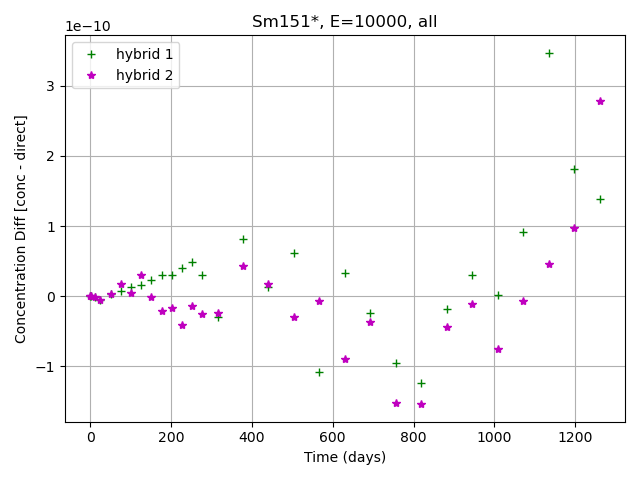 Sm151*, E=10000, all
1e−10
hybrid 1
hybrid 2
3
2
1
0
−1
Concentration Diff [conc - direct]
0 200 400 600 800 1000 1200
Time (days)